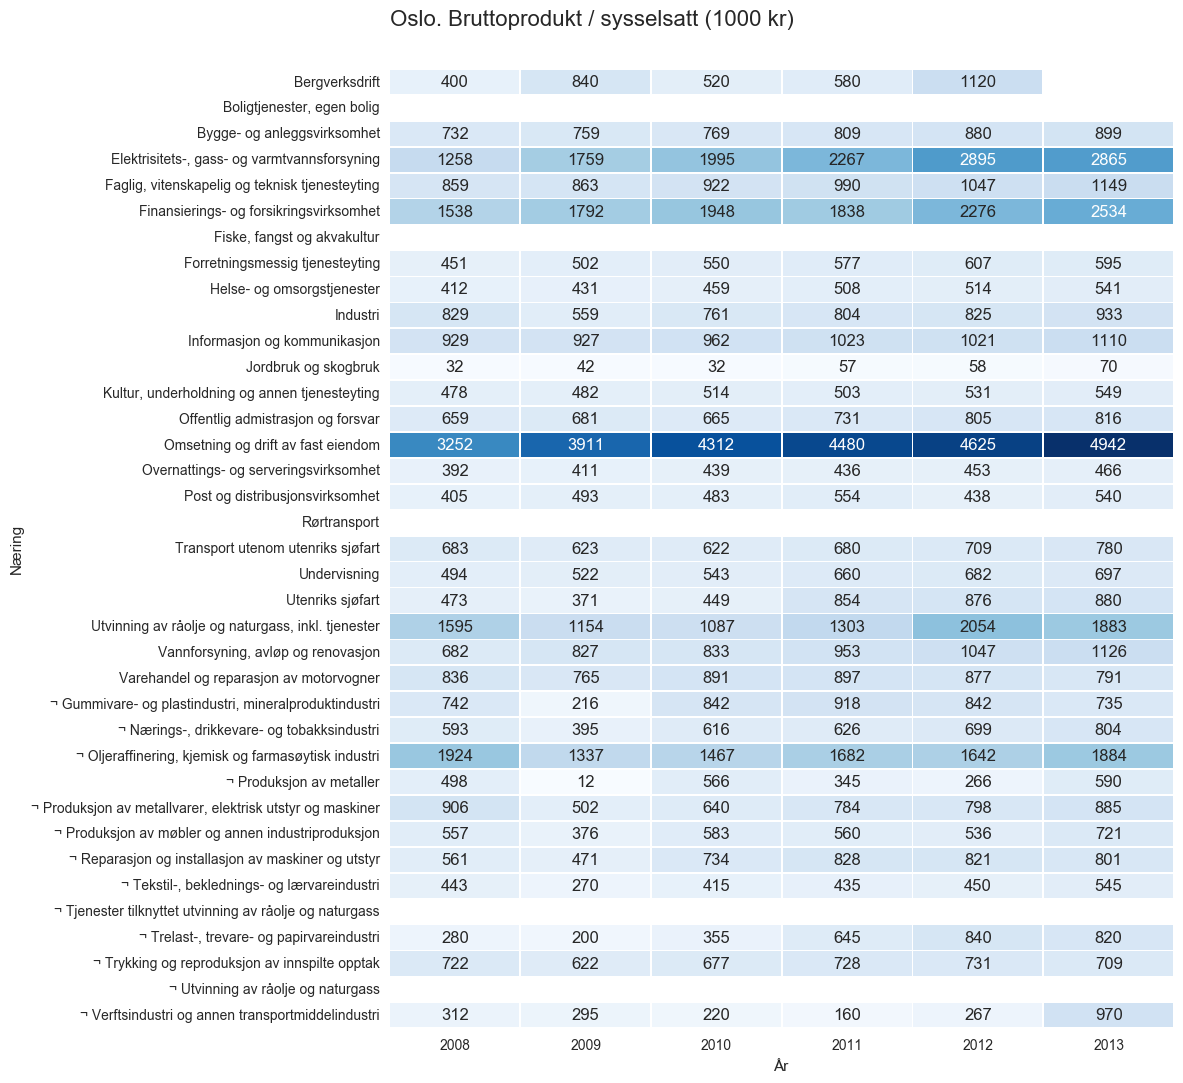 Oslo. Bruttoprodukt / sysselsatt (1000 kr)
Bergverksdrift 400 840 520 580 1120
Boligtjenester, egen bolig
Bygge- og anleggsvirksomhet 732 759 769 809 880 899
Elektrisitets-, gass- og varmtvannsforsyning 1258 1759 1995 2267 2895 2865
Faglig, vitenskapelig og teknisk tjenesteyting 859 863 922 990 1047 1149
Finansierings- og forsikringsvirksomhet 1538 1792 1948 1838 2276 2534
Fiske, fangst og akvakultur
Forretningsmessig tjenesteyting 451 502 550 577 607 595
Helse- og omsorgstjenester 412 431 459 508 514 541
Industri 829 559 761 804 825 933
Informasjon og kommunikasjon 929 927 962 1023 1021 1110
Jordbruk og skogbruk 32 42 32 57 58 70
Kultur, underholdning og annen tjenesteyting 478 482 514 503 531 549
Offentlig admistrasjon og forsvar 659 681 665 731 805 816
Omsetning og drift av fast eiendom 3252 3911 4312 4480 4625 4942
Overnattings- og serveringsvirksomhet 392 411 439 436 453 466
Post og distribusjonsvirksomhet 405 493 483 554 438 540
Rørtransport
Transport utenom utenriks sjøfart 683 623 622 680 709 780
Undervisning 494 522 543 660 682 697
Utenriks sjøfart 473 371 449 854 876 880
Utvinning av råolje og naturgass, inkl. tjenester 1595 1154 1087 1303 2054 1883
Vannforsyning, avløp og renovasjon 682 827 833 953 1047 1126
Varehandel og reparasjon av motorvogner 836 765 891 897 877 791
¬ Gummivare- og plastindustri, mineralproduktindustri 742 216 842 918 842 735
¬ Nærings-, drikkevare- og tobakksindustri 593 395 616 626 699 804
¬ Oljeraffinering, kjemisk og farmasøytisk industri 1924 1337 1467 1682 1642 1884
¬ Produksjon av metaller 498 12 566 345 266 590
¬ Produksjon av metallvarer, elektrisk utstyr og maskiner 906 502 640 784 798 885
¬ Produksjon av møbler og annen industriproduksjon 557 376 583 560 536 721
¬ Reparasjon og installasjon av maskiner og utstyr 561 471 734 828 821 801
¬ Tekstil-, beklednings- og lærvareindustri 443 270 415 435 450 545
¬ Tjenester tilknyttet utvinning av råolje og naturgass
¬ Trelast-, trevare- og papirvareindustri 280 200 355 645 840 820
¬ Trykking og reproduksjon av innspilte opptak 722 622 677 728 731 709
¬ Utvinning av råolje og naturgass
¬ Verftsindustri og annen transportmiddelindustri 312 295 220 160 267 970
2008 2009 2010 2011 2012 2013
År
Næring